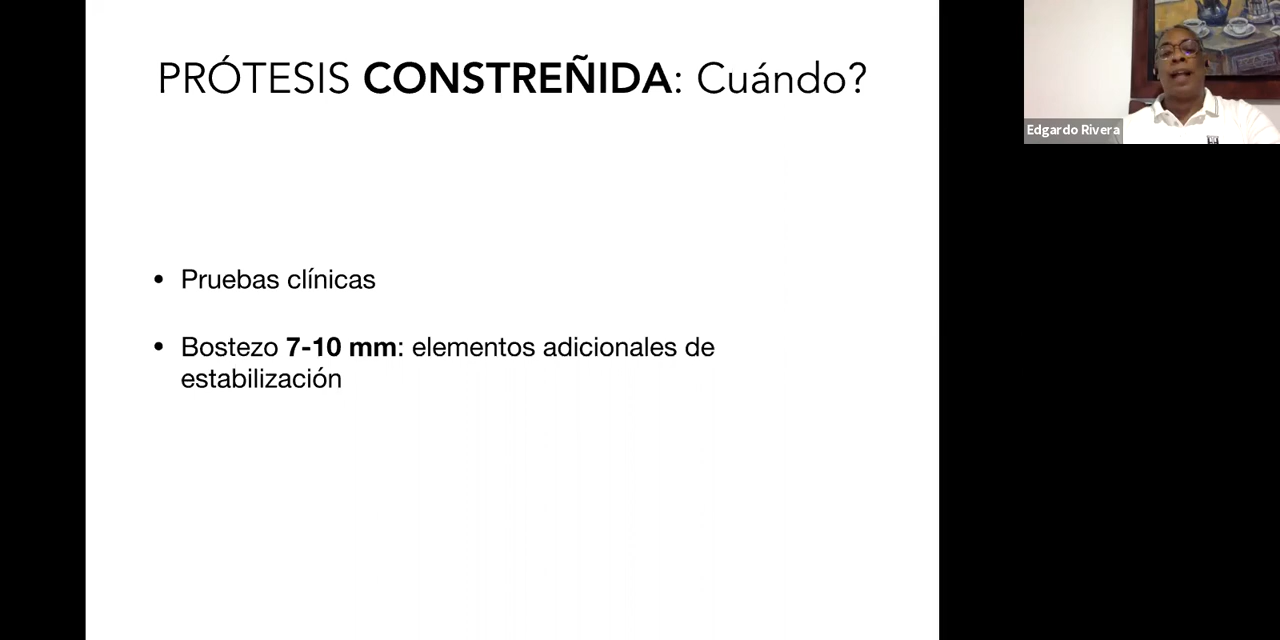 PRÓTESIS CONSTREÑIDA: Cuándo?
• Pruebas clínicas
• Bostezo 7-10 mm: elementos adicionales de
estabilización
Edgardo Rivera